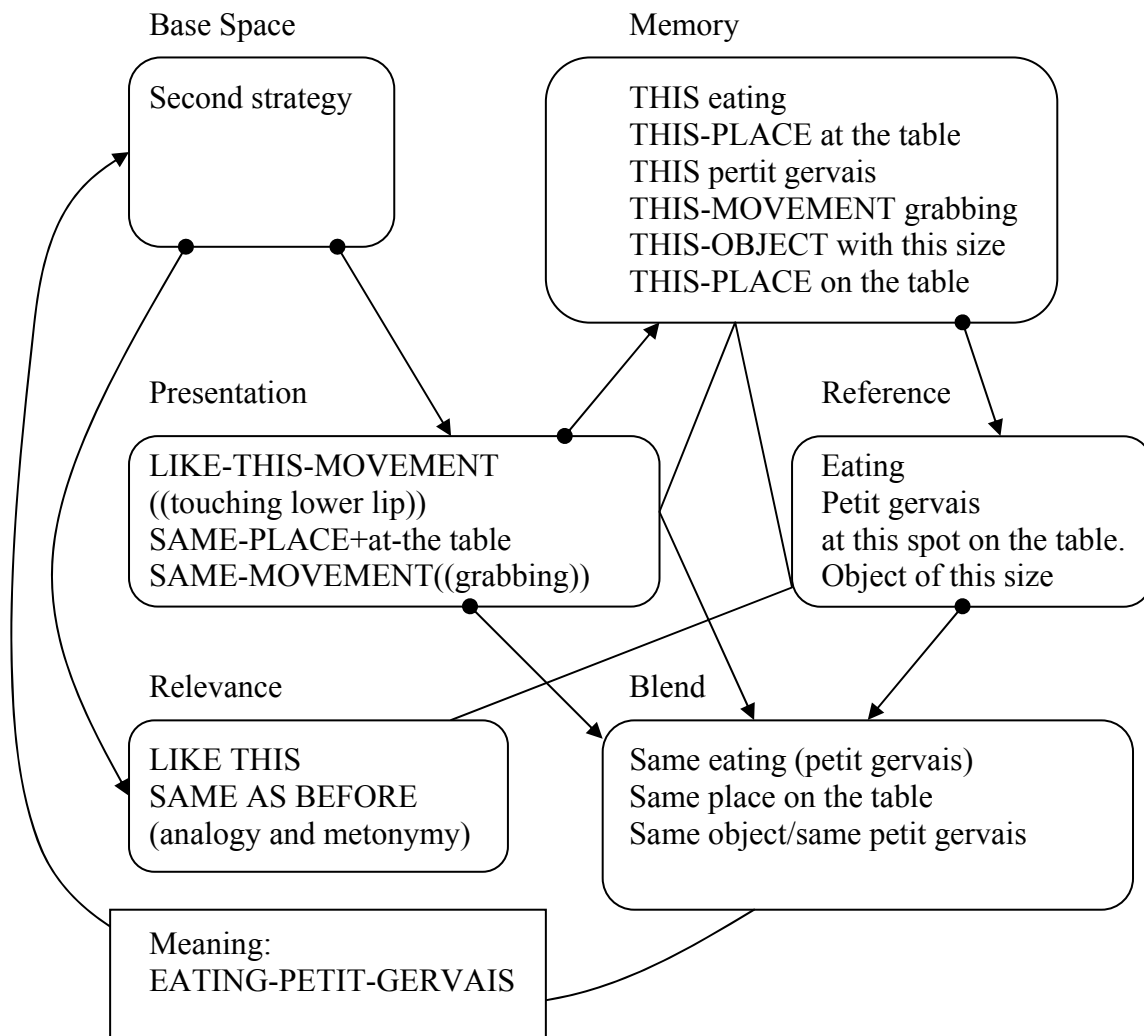 Base Space
Second strategy
Memory
THIS eating
THIS-PLACE at the table
THIS pertit gervais
THIS-MOVEMENT grabbing
THIS-OBJECT with this size
THIS-PLACE on the table
Presentation
LIKE-THIS-MOVEMENT
((touching lower lip))
SAME-PLACE+at-the table
SAME-MOVEMENT((grabbing))
Reference
Eating
Petit gervais
at this spot on the table.
Object of this size
Relevance
LIKE THIS
SAME AS BEFORE
(analogy and metonymy)
Blend
Same eating (petit gervais)
Same place on the table
Same object/same petit gervais
Meaning:
EATING-PETIT-GERVAIS